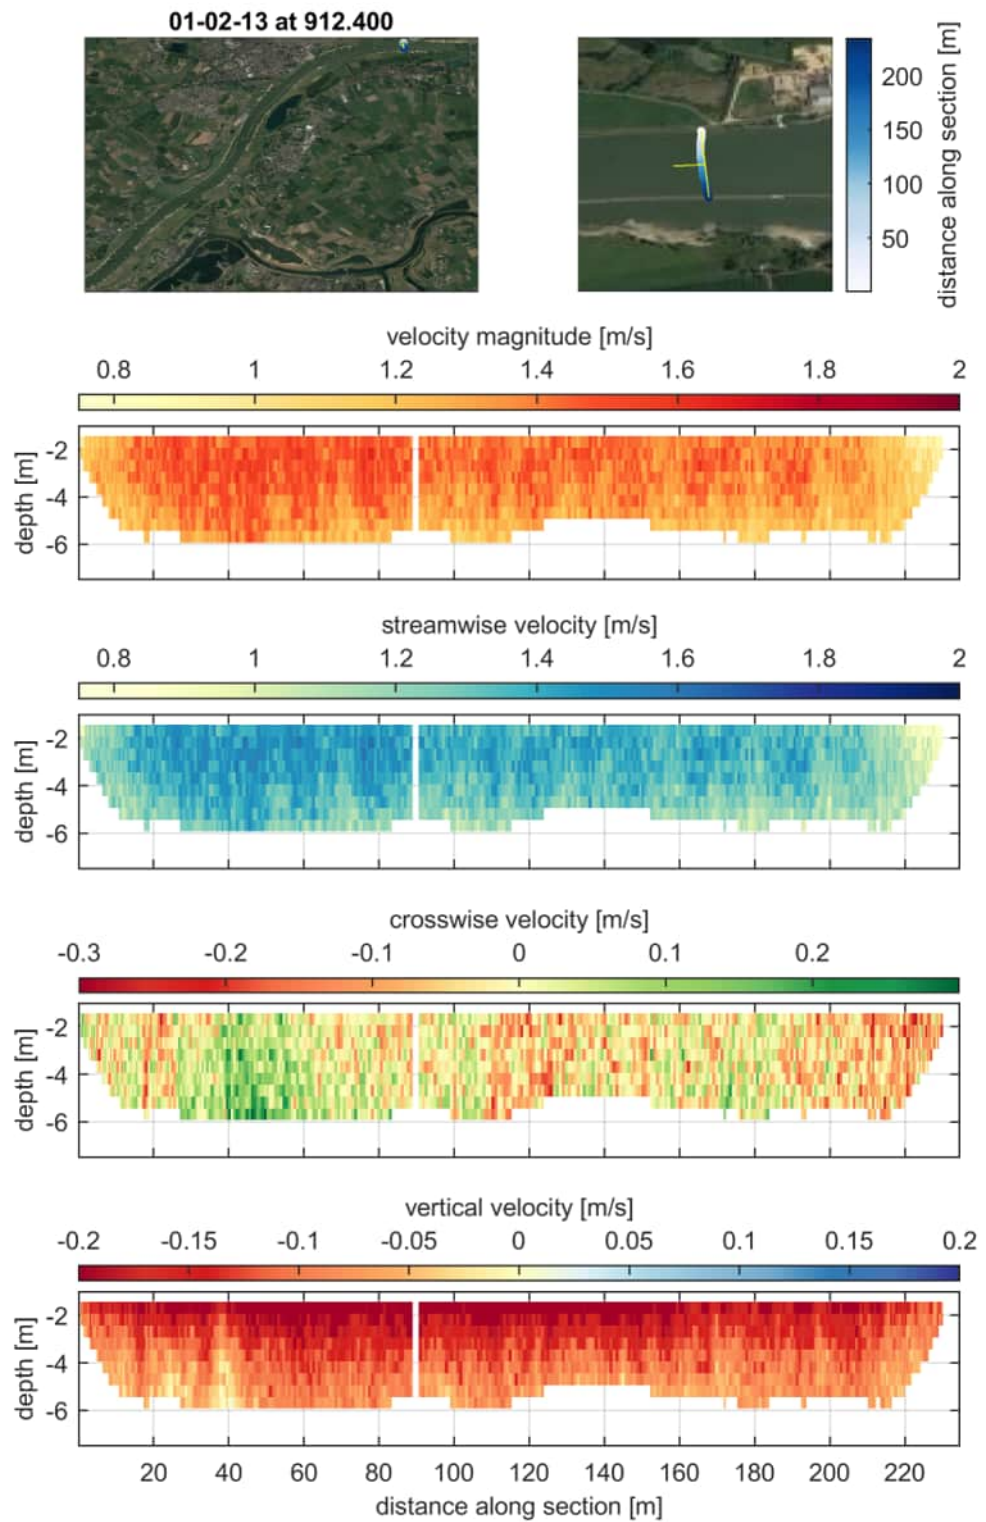 01-02-13 at 912.400
200
150
100
50
distance along section [m]
velocity magnitude [m/s]
0.8 1 1.2 1.4 1.6 1.8 2
-2
-4
-6
depth [m]
streamwise velocity [m/s]
0.8 1 1.2 1.4 1.6 1.8 2
-2
-4
-6
depth [m]
crosswise velocity [m/s]
-0.3 -0.2 -0.1 0 0.1 0.2
-2
-4
-6
depth [m]
vertical velocity [m/s]
-0.2 -0.15 -0.1 -0.05 0 0.05 0.1 0.15 0.2
-2
-4
-6
depth [m]
20 40 60 80 100 120 140 160 180 200 220
distance along section [m]